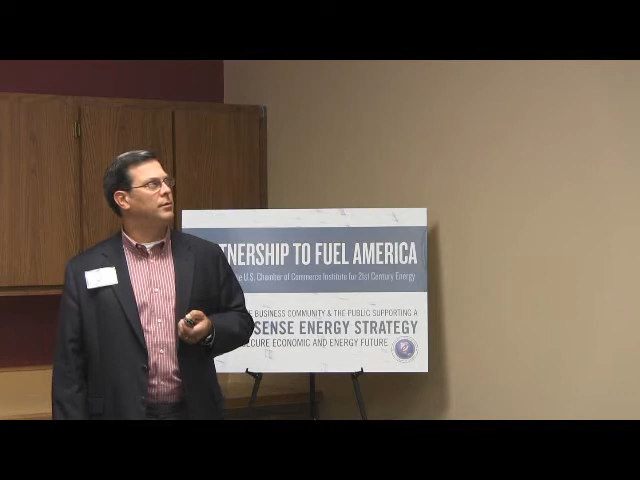 TNERSHIP TO FUEL AMERICA
U.S. Chamber of Commerce Institute for 21st Century Energy
BUSINESS COMMUNITY & THE PUBLIC SUPPORTING A
SENSE ENERGY STRATEGY
ECURE ECONOMIC AND ENERGY FUTURE